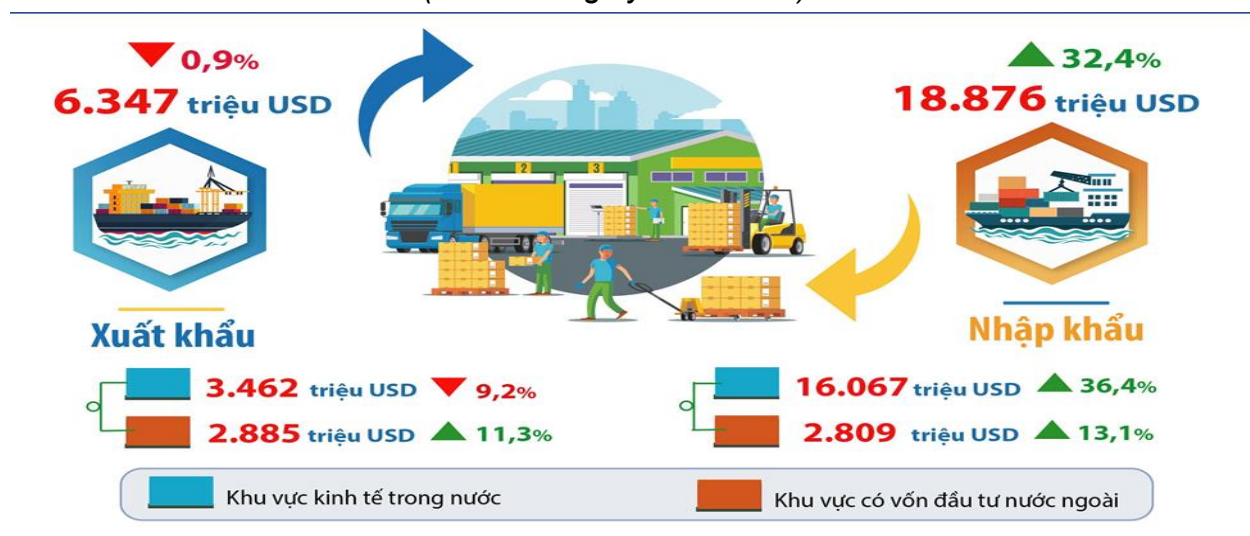 0,9%
6.347 triệu USD
32,4%
18.876 triệu USD
1 2 3
Xuất khẩu
Nhập khẩu
3.462 triệu USD 9,2%
2.885 triệu USD 11,3%
16.067 triệu USD 36,4%
2.809 triệu USD 13,1%
Khu vực kinh tế trong nước
Khu vực có vốn đầu tư nước ngoài